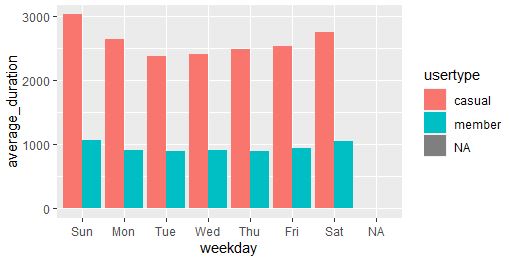 average_duration
3000
2000
1000
0
Sun Mon Tue Wed Thu Fri Sat NA
weekday
usertype
casual
member
NA